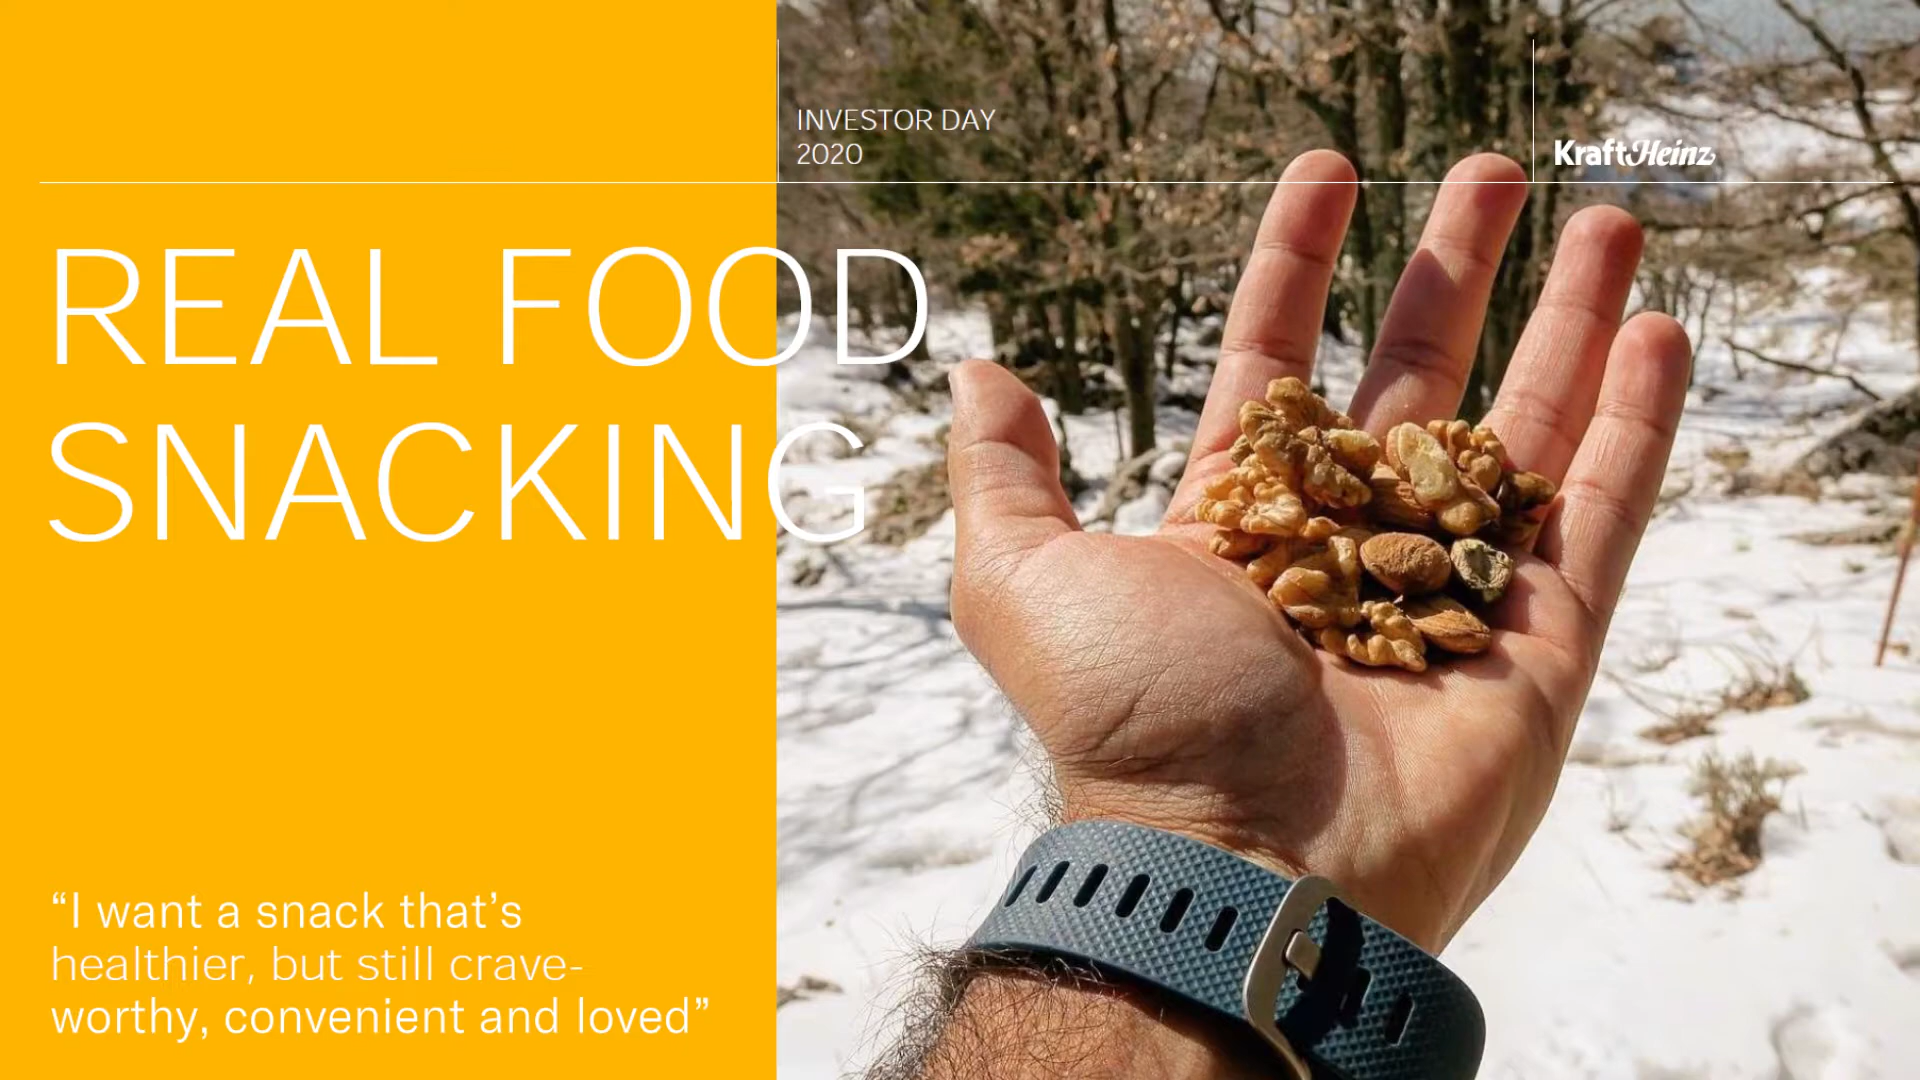 INVESTOR DAY
2020
KraftHeinz
REAL FOOD
SNACKING
“I want a snack that’s
healthier, but still crave-
worthy, convenient and loved”